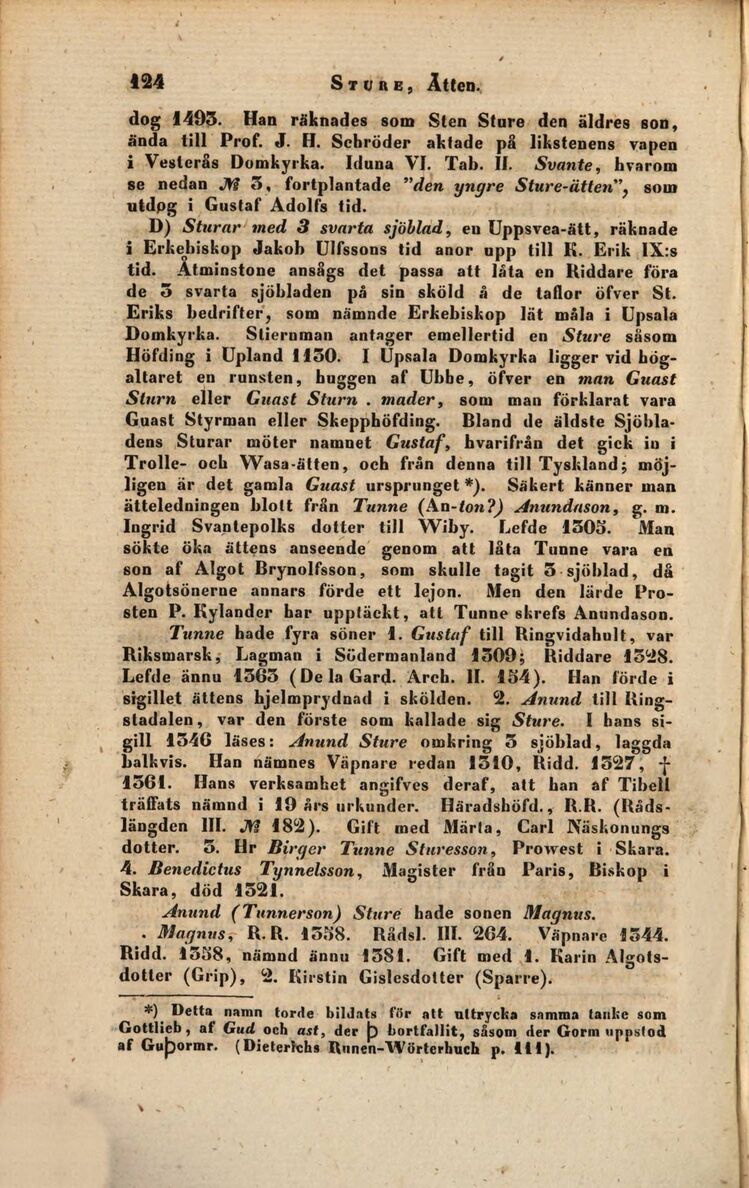 124 STURE, Ätten.
dog 1493. Han räknades som Sten Sture den äldres son,
ända till Prof. J. H. Schröder aktade på likstenens vapen
i Vesterås Domkyrka. Iduna VI. Tab. II. Svante, hvarom
se nedan № 3, fortplantade "den yngre Sture-ätten", som
utdog i Gustaf Adolfs tid.
D) Sturar med 3 svarta sjöblad, en Uppsvea-ätt, räknade
i Erkebiskop Jakob Ulfssons tid anor upp till K. Erik IX:s
tid. Åtminstone ansågs det passa att låta en Riddare föra
de 3 svarta sjöbladen på sin sköld å de taflor öfver St.
Eriks bedrifter, som nämnde Erkebiskop lät måla i Upsala
Domkyrka. Stiernman antager emellertid en Sture såsom
Höfding i Upland 1130. I Upsala Domkyrka ligger vid hög-
altaret en runsten, huggen af Ubbe, öfver en man Guast
Sturn eller Guast Sturn . mader, som man förklarat vara
Guast Styrman eller Skepphöfding. Bland de äldste Sjöbla-
dens Sturar möter namnet Gustaf, hvarifrån det gick in i
Trolle- och Wasa-ätten, och från denna till Tyskland; möj-
ligen är det gamla Guast ursprunget *). Säkert känner man
ätteledningen blott från Tunne (An-ton?) Anundason, g. m.
Ingrid Svantepolks dotter till Wiby. Lefde 1305. Man
sökte öka ättens anseende genom att låta Tunne vara en
son af Algot Brynolfsson, som skulle tagit 3 sjöblad, då
Algotsönerne annars förde ett lejon. Men den lärde Pro-
sten P. Kylander har upptäckt, att Tunne skrefs Anundason.
Tunne hade fyra söner 1. Gustaf till Ringvidahult, var
Riksmarsk, Lagman i Södermanland 1309; Riddare 1328.
Lefde ännu 1363 (De la Gard. Arch. II. 154). Han förde i
sigillet ättens hjelmprydnad i skölden. 2. Anund till Ring-
stadalen, var den förste som kallade sig Sture. I hans si-
gill 1346 läses: Anund Sture omkring 3 sjöblad, laggda
balkvis. Han nämnes Väpnare redan 1310, Ridd. 1327, †
1361. Hans verksamhet angifves deraf, att han af Tibell
träffats nämnd i 19 års urkunder. Häradshöfd., R.R. (Råds-
längden III. № 182). Gift med Märta, Carl Näskonungs
dotter. 3. Hr Birger Tunne Sturesson, Prowest i Skara.
4. Benedictus Tynnelsson, Magister från Paris, Biskop i
Skara, död 1321.
Anund (Tunnerson) Sture hade sonen Magnus.
. Magnus, R.R. 1358. Rådsl. III. 264. Väpnare 1344.
Ridd. 1358, nämnd ännu 1381. Gift med 1. Karin Algots-
dotter (Grip), 2. Kirstin Gislesdotter (Sparre).
*) Detta namn torde bildats för att uttrycka samma tanke som
Gottlieb, af Gud och ast, der þ bortfallit, såsom der Gorm uppstod
af Guþormr. (Dieterichs Runen-Wörterbuch p. 111).